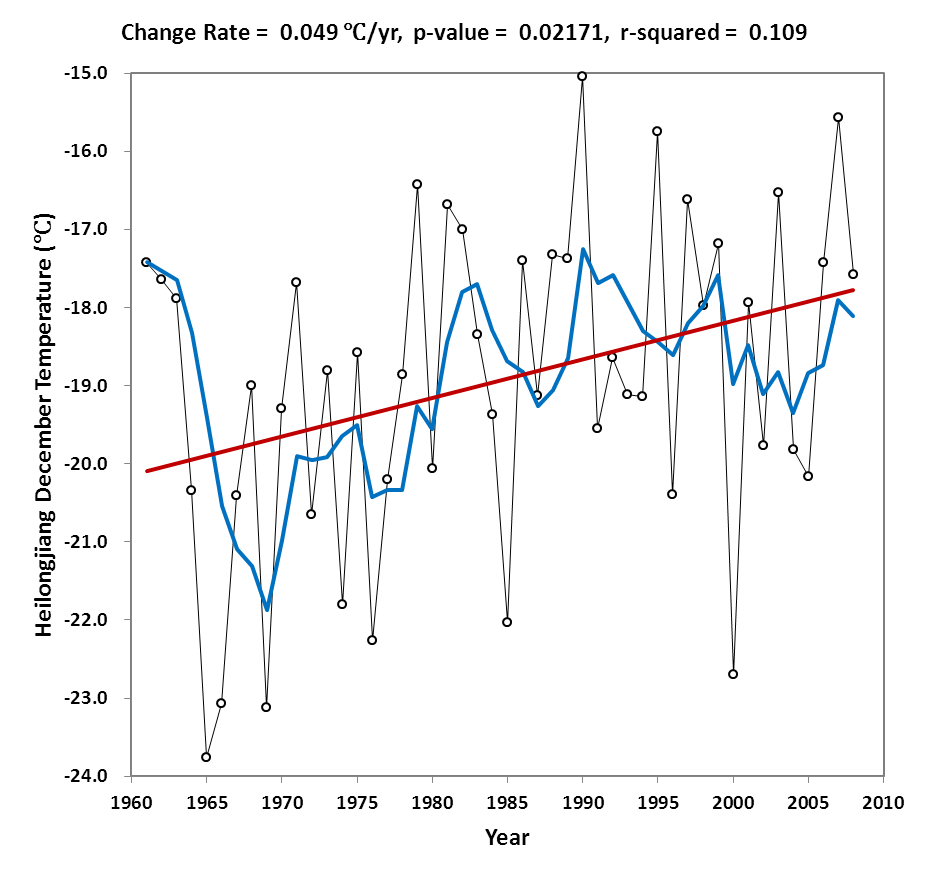 Change Rate = 0.049 ℃/yr, p-value = 0.02171, r-squared = 0.109
Heilongjiang December Temperature (℃)
-15.0
-16.0
-17.0
-18.0
-19.0
-20.0
-21.0
-22.0
-23.0
-24.0
1960 1965 1970 1975 1980 1985 1990 1995 2000 2005 2010
Year